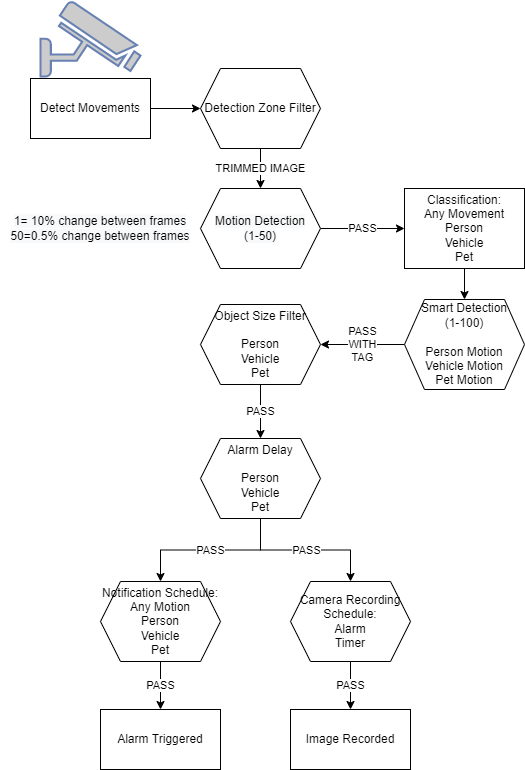 Detect Movements
Detection Zone Filter
TRIMMED IMAGE
1= 10% change between frames
50=0.5% change between frames
Motion Detection
(1-50)
PASS
Classification:
Any Movement
Person
Vehicle
Pet
Smart Detection
(1-100)
Person Motion
Vehicle Motion
Pet Motion
PASS
WITH
TAG
Object Size Filter
Person
Vehicle
Pet
PASS
Alarm Delay
Person
Vehicle
Pet
PASS
PASS
Notification Schedule:
Any Motion
Person
Vehicle
Pet
Camera Recording
Schedule:
Alarm
Timer
PASS
PASS
Alarm Triggered
Image Recorded